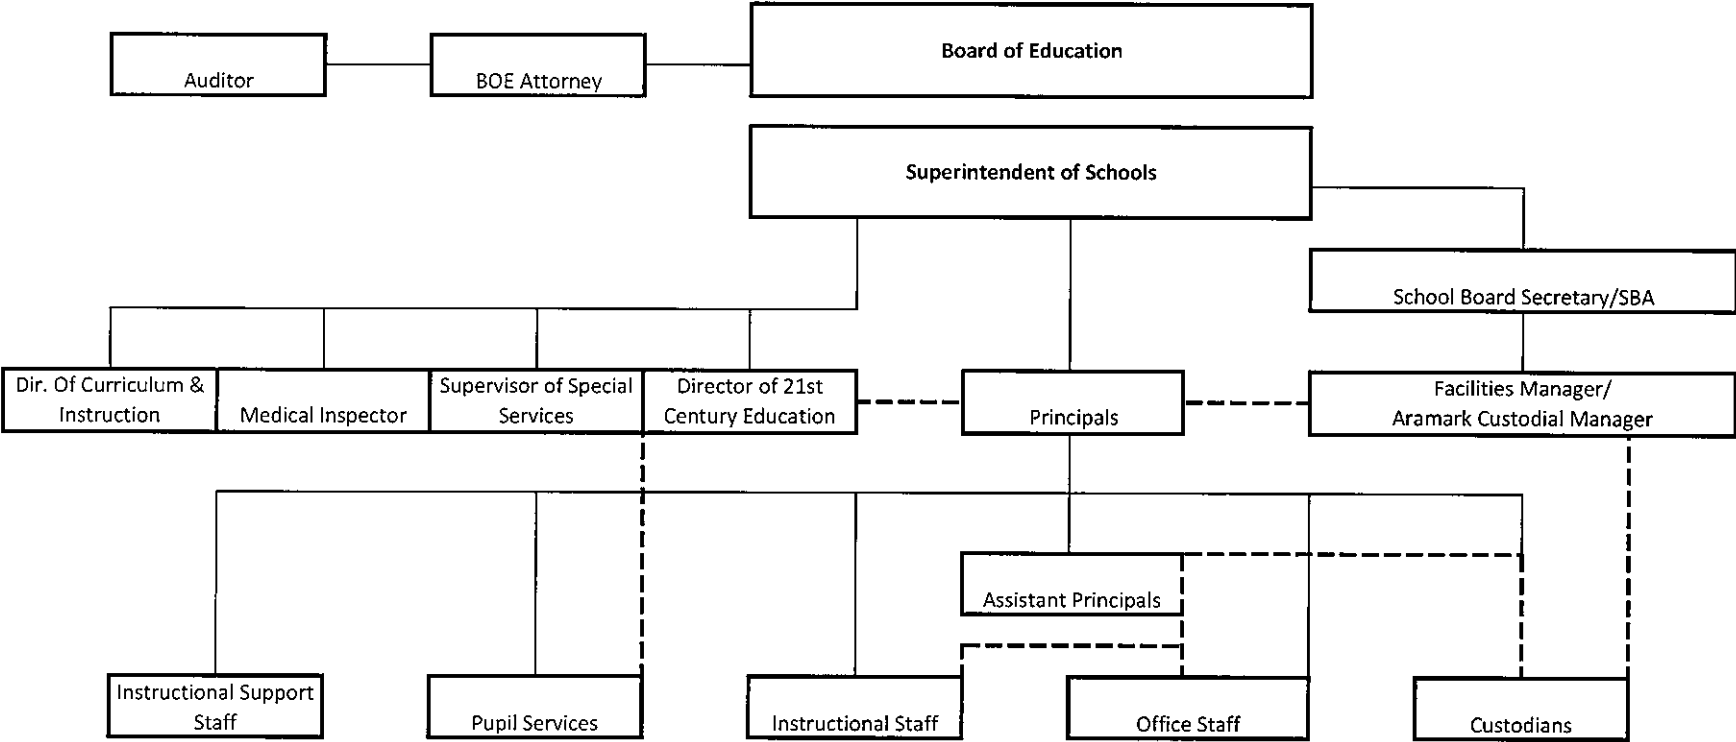 Board of Education
Auditor
BOE Attorney
Superintendent of Schools
School Board Secretary/SBA
Dir. Of Curriculum &
Instruction
Medical Inspector
Supervisor of Special
Services
Director of 21st
Century Education
Principals
Facilities Manager/
Aramark Custodial Manager
Assistant Principals
Instructional Support
Staff
Pupil Services
Instructional Staff
Office Staff
Custodians